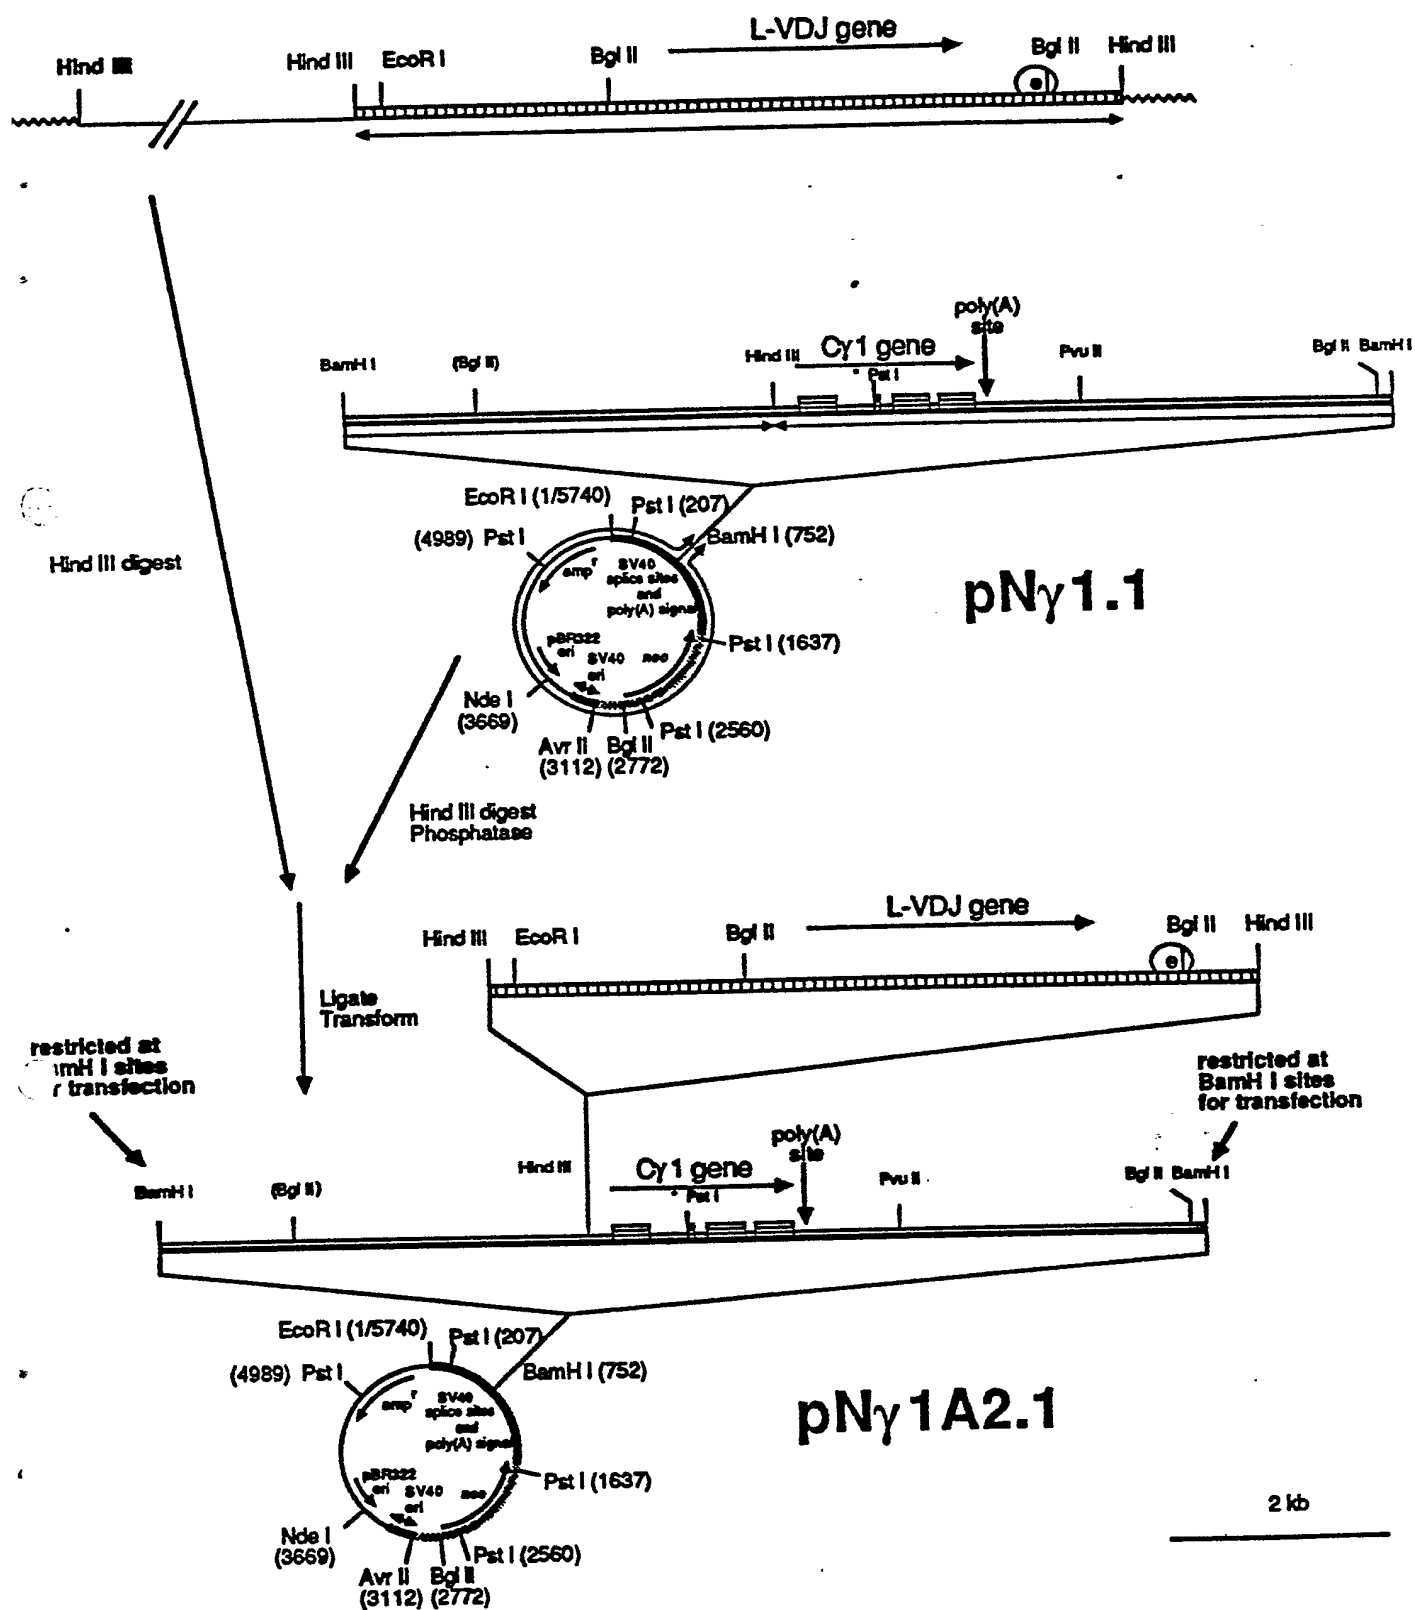 L-VDJ gene
Hind III
Hind III
EcoR I
Bgl II
Bgl II
Hind III
e
poly(A)
site
Cγ1 gene
BamH I
(Bgl II)
Hind III
Pst I
Pvu II
Bgl II
BamH I
EcoR I (1/5740)
Pst I (207)
(4989) Pst I
BamH I (752)
amp r
SV40
splice sites
and
poly(A) signal
pNγ1.1
Hind III digest
pBR322
ori
SV40
ori
neo
Pst I (1637)
Nde I
(3669)
Avr II
(3112)
Bgl II
(2772)
Pst I (2560)
Hind III digest
Phosphatase
L-VDJ gene
Hind III
EcoR I
Bgl II
Bgl II
Hind III
e
Ligate
Transform
restricted at
mH I sites
r transfection
restricted at
BamH I sites
for transfection
poly(A)
site
Cγ1 gene
BamH I
(Bgl II)
Hind III
Pst I
Pvu II
Bgl II
BamH I
EcoR I (1/5740)
Pst I (207)
(4989) Pst I
BamH I (752)
amp r
SV40
splice sites
and
poly(A) signal
pNγ1A2.1
pBR322
ori
SV40
ori
neo
Pst I (1637)
Nde I
(3669)
Avr II
(3112)
Bgl II
(2772)
Pst I (2560)
2 kb